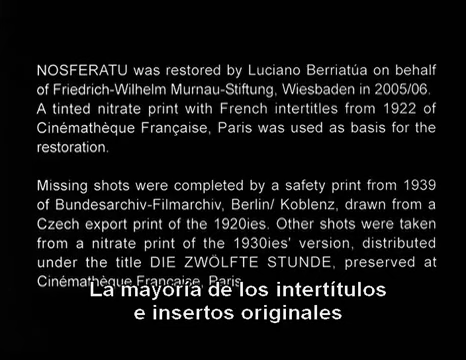 NOSFERATU was restored by Luciano Berriatúa on behalf
of Friedrich-Wilhelm Murnau-Stiftung, Wiesbaden in 2005/06.
A tinted nitrate print with French intertitles from 1922 of
Cinémathèque Française, Paris was used as basis for the
restoration.
Missing shots were completed by a safety print from 1939
of Bundesarchiv-Filmarchiv, Berlin/ Koblenz, drawn from a
Czech export print of the 1920ies. Other shots were taken
from a nitrate print of the 1930ies' version, distributed
under the title DIE ZWÖLFTE STUNDE, preserved at
Cinémathèque Française, Paris.
La mayoría de los intertítulos
e insertos originales